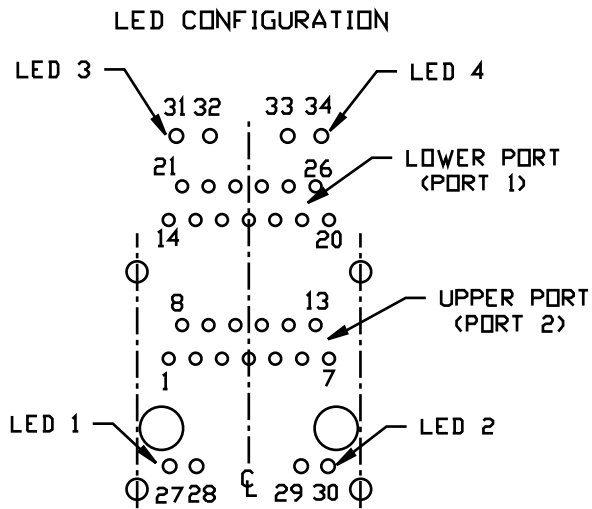 LED CONFIGURATION
LED 3
LED 4
31 32 33 34
21 26
LOWER PORT
(PORT 1)
14 20
8 13
UPPER PORT
(PORT 2)
1 7
LED 1
LED 2
27 28 ℄ 29 30